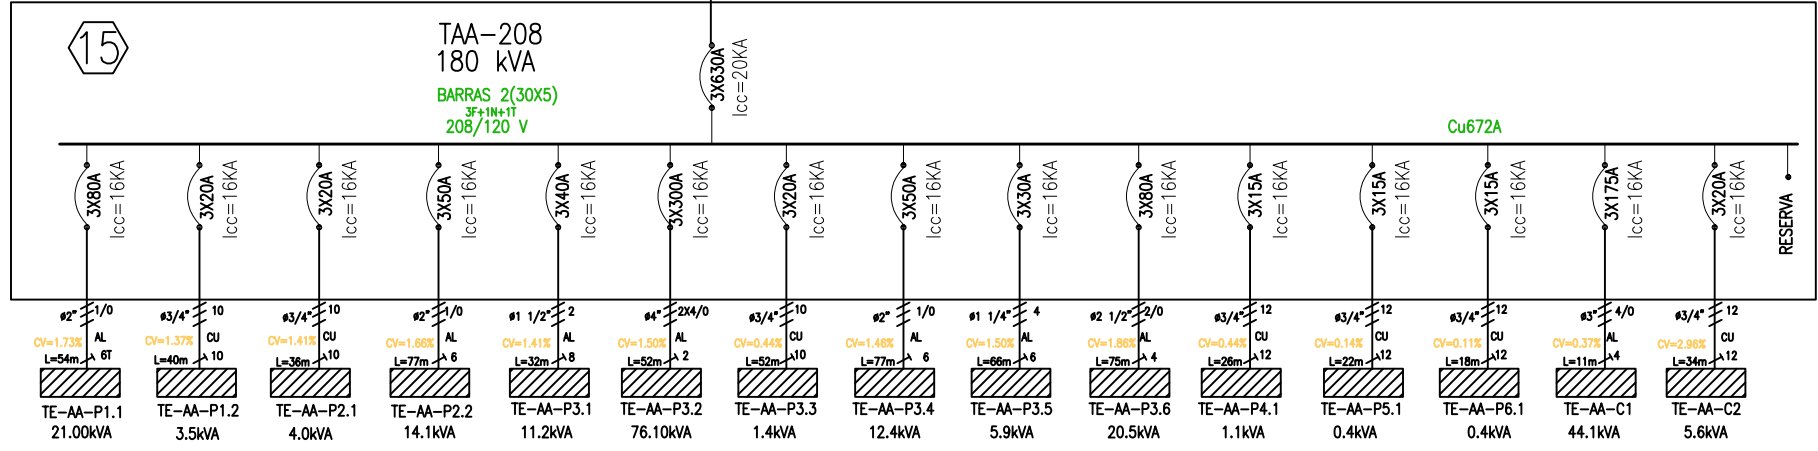 15
TAA-208
180 kVA
BARRAS 2(30X5)
3F+1N+1T
208/120 V
3X630A
Icc=20KA
Cu672A
3X80A
Icc=16KA
3X20A
Icc=16KA
3X20A
Icc=16KA
3X50A
Icc=16KA
3X40A
Icc=16KA
3X300A
Icc=16KA
3X20A
Icc=16KA
3X50A
Icc=16KA
3X30A
Icc=16KA
3X80A
Icc=16KA
3X15A
Icc=16KA
3X15A
Icc=16KA
3X15A
Icc=16KA
3X175A
Icc=16KA
3X20A
Icc=16KA
RESERVA
ø2" 1/0
CV=1.73% AL
L=54m 6T
TE-AA-P1.1
21.00kVA
ø3/4" 10
CV=1.37% CU
L=40m 10
TE-AA-P1.2
3.5kVA
ø3/4" 10
CV=1.41% CU
L=36m 10
TE-AA-P2.1
4.0kVA
ø2" 1/0
CV=1.66% AL
L=77m 6
TE-AA-P2.2
14.1kVA
ø1 1/2" 2
CV=1.41% AL
L=32m 8
TE-AA-P3.1
11.2kVA
ø4" 2X4/0
CV=1.50% AL
L=52m 2
TE-AA-P3.2
76.10kVA
ø3/4" 10
CV=0.44% CU
L=52m 10
TE-AA-P3.3
1.4kVA
ø2" 1/0
CV=1.46% AL
L=77m 6
TE-AA-P3.4
12.4kVA
ø1 1/4" 4
CV=1.50% AL
L=66m 6
TE-AA-P3.5
5.9kVA
ø2 1/2" 2/0
CV=1.86% AL
L=75m 4
TE-AA-P3.6
20.5kVA
ø3/4" 12
CV=0.44% CU
L=26m 12
TE-AA-P4.1
1.1kVA
ø3/4" 12
CV=0.14% CU
L=22m 12
TE-AA-P5.1
0.4kVA
ø3/4" 12
CV=0.11% CU
L=18m 12
TE-AA-P6.1
0.4kVA
ø3" 4/0
CV=0.37% AL
L=11m 4
TE-AA-C1
44.1kVA
ø3/4" 12
CV=2.96% CU
L=34m 12
TE-AA-C2
5.6kVA